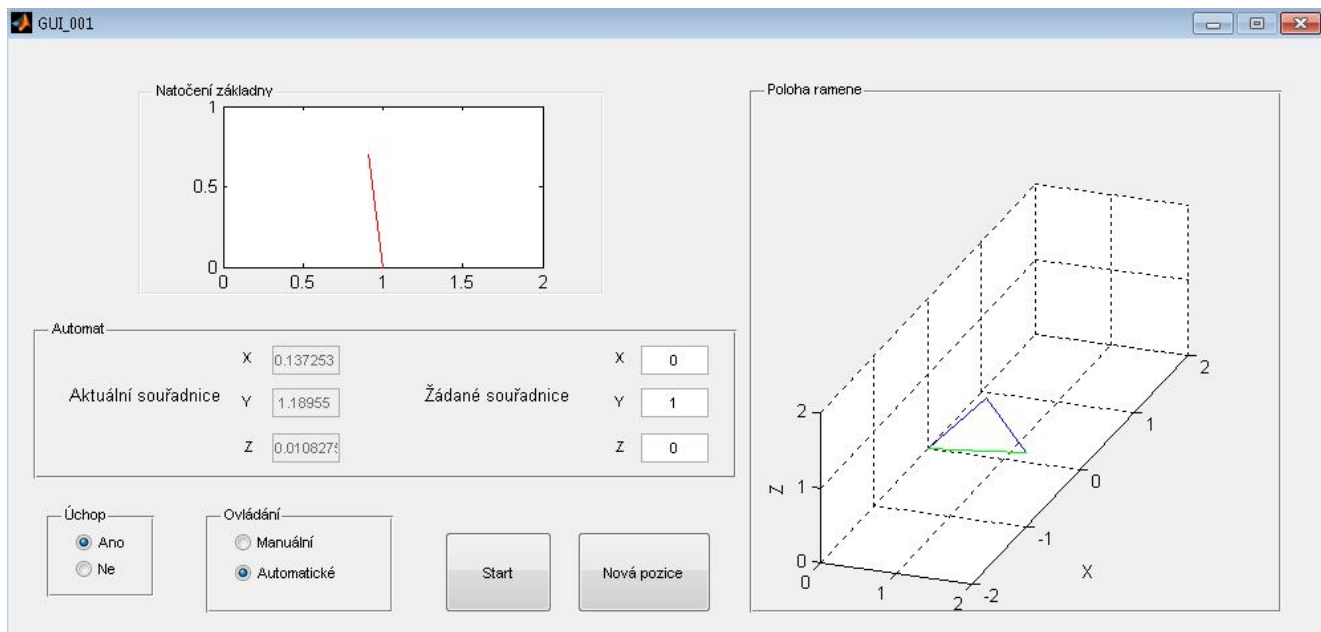 GUI_001
Natočení základny
1
0.5
0
0 0.5 1 1.5 2
Automat
Aktuální souřadnice
X 0.137253
Y 1.18955
Z 0.0108275
Žádané souřadnice
X 0
Y 1
Z 0
Úchop
Ano
Ne
Ovládání
Manuální
Automatické
Start
Nová pozice
Poloha ramene
2
1
0
Z
0
1
2
-2
-1
0
1
2
X